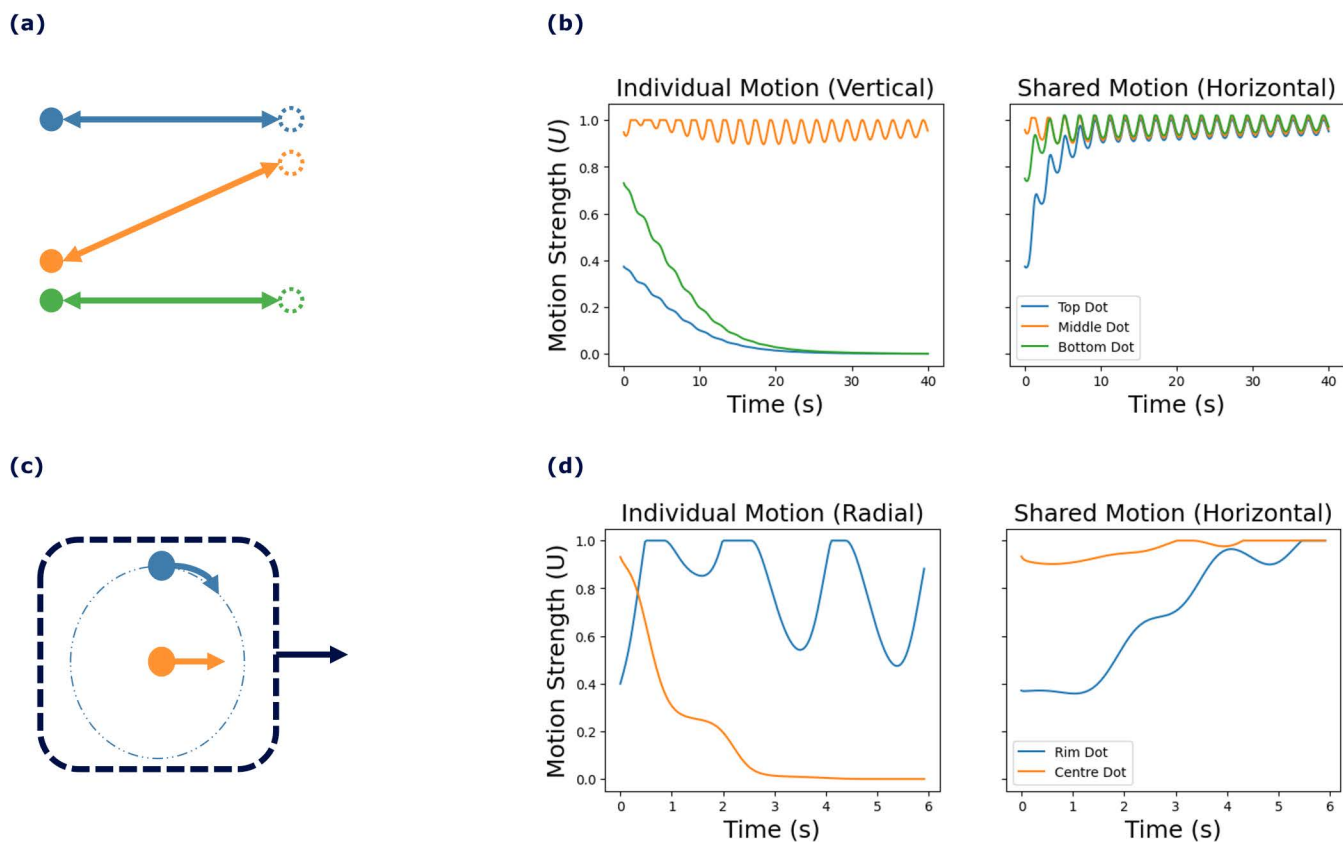 (a)
(b)
Individual Motion (Vertical)
Motion Strength (U)
1.0
0.8
0.6
0.4
0.2
0.0
0
10
20
30
40
Time (s)
Shared Motion (Horizontal)
Top Dot
Middle Dot
Bottom Dot
0
10
20
30
40
Time (s)
(c)
(d)
Individual Motion (Radial)
Motion Strength (U)
1.0
0.8
0.6
0.4
0.2
0.0
0
1
2
3
4
5
6
Time (s)
Shared Motion (Horizontal)
Rim Dot
Centre Dot
0
1
2
3
4
5
6
Time (s)